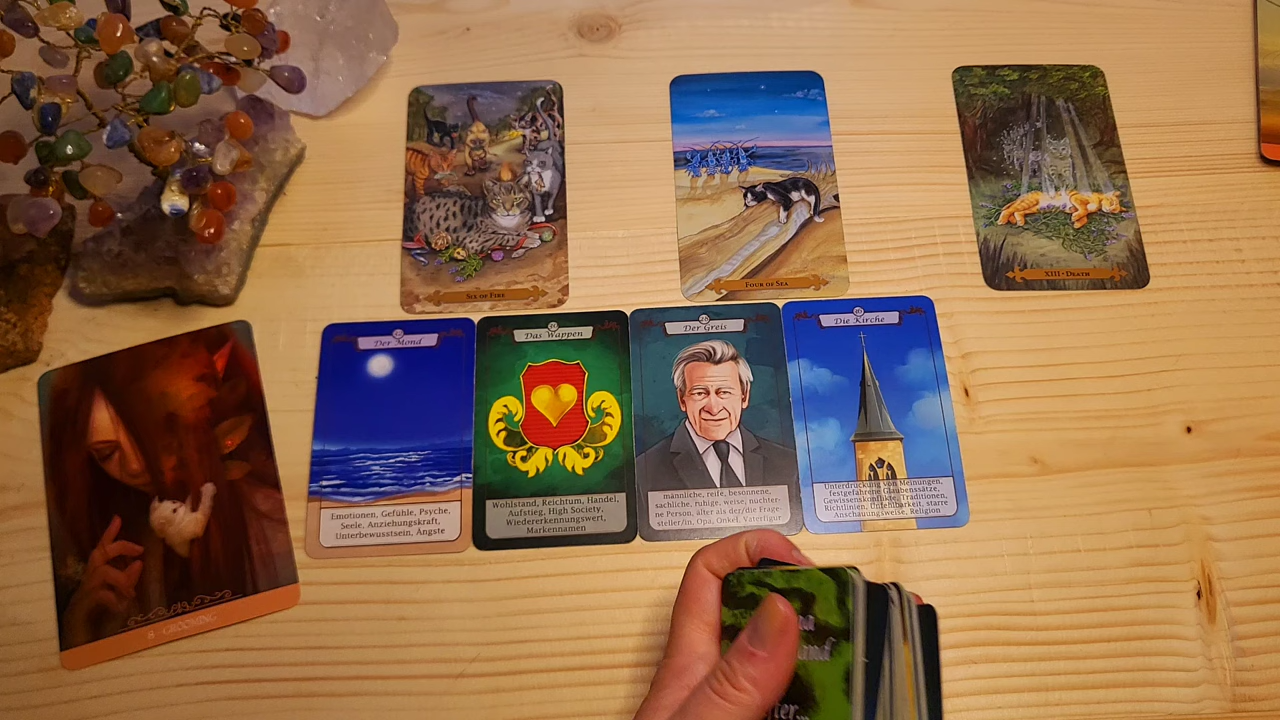 SIX OF FIRE
FOUR OF SEA
XIII • DEATH
32
Der Mond
Emotionen, Gefühle, Psyche,
Seele, Anziehungskraft,
Unterbewusstsein, Ängste
Das Wappen
Wohlstand, Reichtum, Handel,
Aufstieg, High Society,
Wiedererkennungswert,
Markennamen
28
Der Greis
männliche, reife, besonnene,
sachliche, ruhige, weise, nüchter-
ne Person, älter als der/die Frage-
steller/in, Opa, Onkel, Vaterfigur
Die Kirche
Unterdrückung von Meinungen,
festgefahrene Glaubenssätze,
Gewissenskonflikte, Traditionen,
Richtlinien, Unfehlbarkeit, starre
Anschauungsweise, Religion
8 - GROOMING